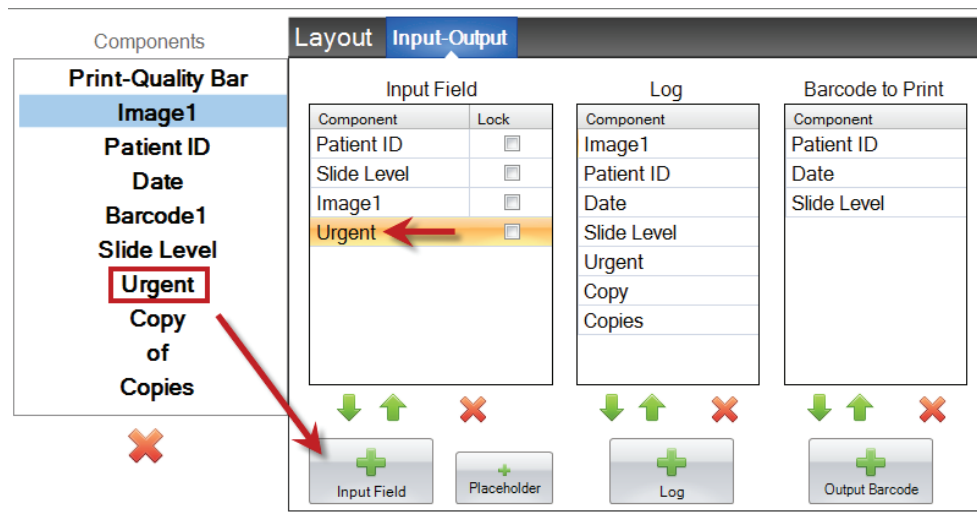 Components
Print-Quality Bar
Image1
Patient ID
Date
Barcode1
Slide Level
Urgent
Copy
of
Copies
Layout Input-Output
Input Field
Component Lock
Patient ID
Slide Level
Image1
Urgent
Input Field
Placeholder
Log
Component
Image1
Patient ID
Date
Slide Level
Urgent
Copy
Copies
Log
Barcode to Print
Component
Patient ID
Date
Slide Level
Output Barcode